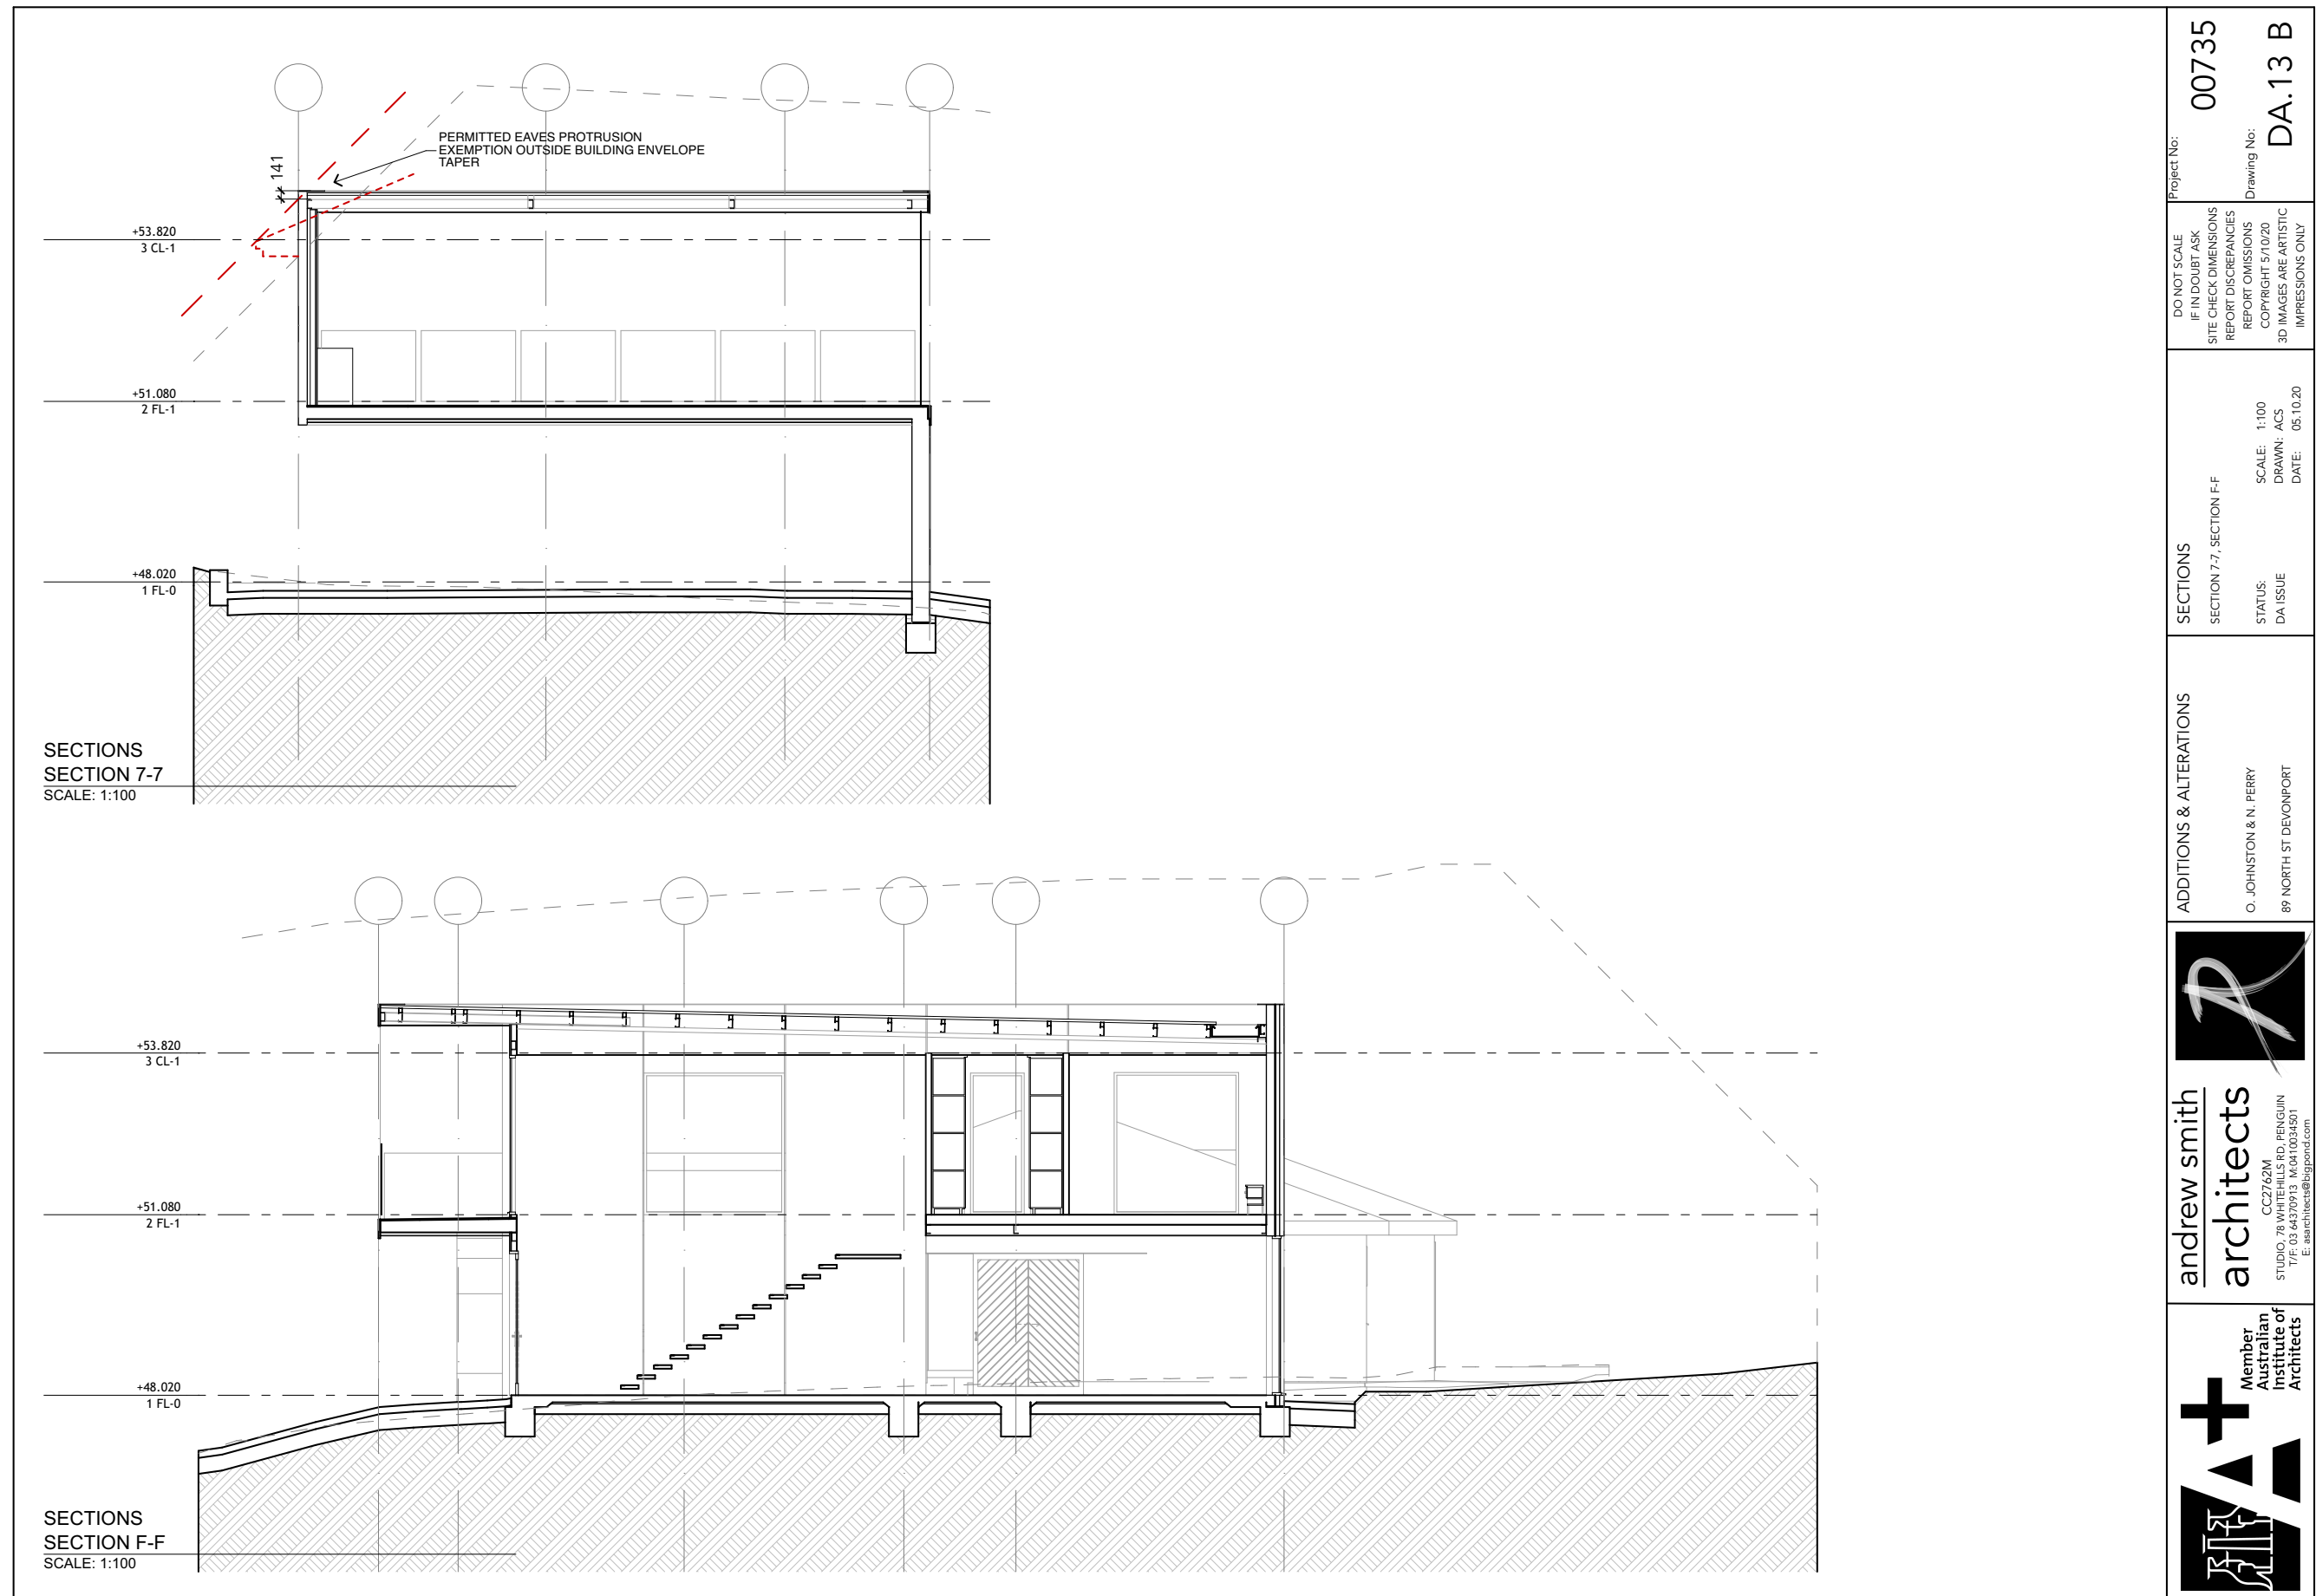 PERMITTED EAVES PROTRUSION
EXEMPTION OUTSIDE BUILDING ENVELOPE
TAPER
141
+53.820
3 CL-1
+51.080
2 FL-1
+48.020
1 FL-0
SECTIONS
SECTION 7-7
SCALE: 1:100
+53.820
3 CL-1
+51.080
2 FL-1
+48.020
1 FL-0
SECTIONS
SECTION F-F
SCALE: 1:100
Project No:
00735
Drawing No:
DA.13 B
DO NOT SCALE
IF IN DOUBT ASK
SITE CHECK DIMENSIONS
REPORT DISCREPANCIES
REPORT OMISSIONS
COPYRIGHT 5/10/20
3D IMAGES ARE ARTISTIC
IMPRESSIONS ONLY
SECTIONS
SECTION 7-7, SECTION F-F
STATUS:
DA ISSUE
SCALE: 1:100
DRAWN: ACS
DATE: 05.10.20
ADDITIONS & ALTERATIONS
O. JOHNSTON & N. PERRY
89 NORTH ST DEVONPORT
andrew smith
architects
CC2762M
STUDIO, 78 WHITEHILLS RD, PENGUIN
T/F: 03 64370913 M:0410034501
E: asarchitects@bigpond.com
A+
Member
Australian
Institute of
Architects